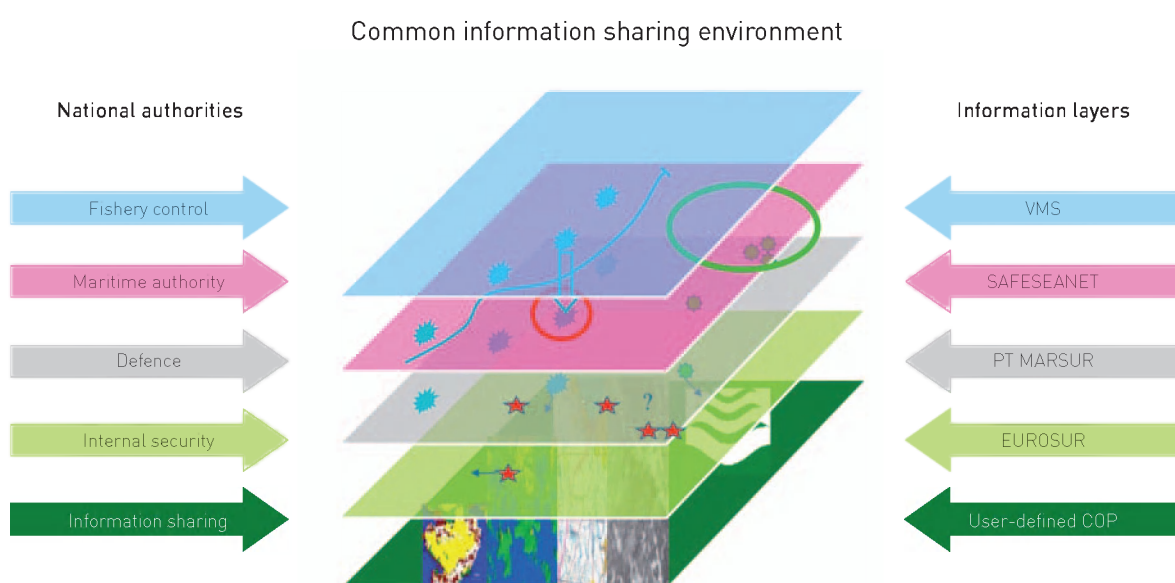 Common information sharing environment
National authorities
Information layers
Fishery control
VMS
Maritime authority
SAFESEANET
Defence
PT MARSUR
?
Internal security
EUROSUR
Information sharing
User-defined COP